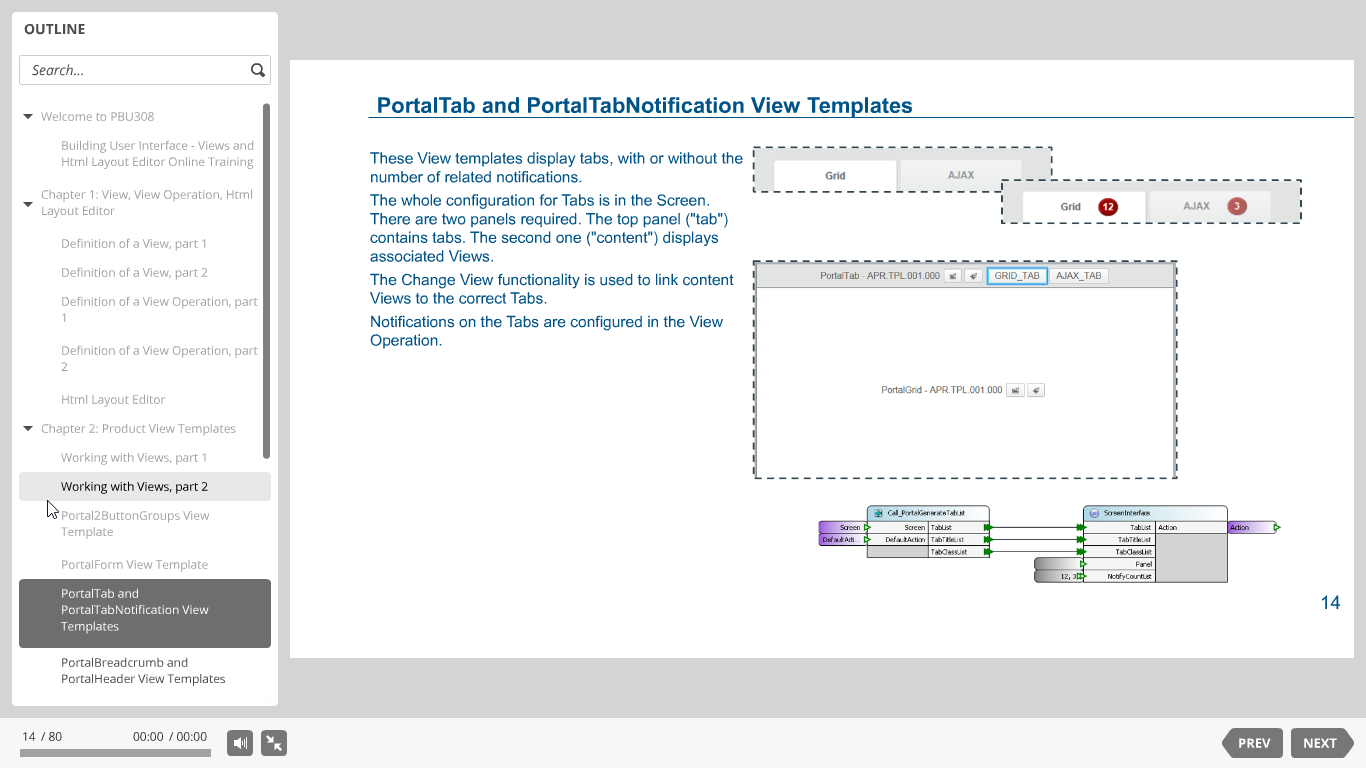 OUTLINE
Search...
Welcome to PBU308
Building User Interface - Views and
Html Layout Editor Online Training
Chapter 1: View, View Operation, Html
Layout Editor
Definition of a View, part 1
Definition of a View, part 2
Definition of a View Operation, part
1
Definition of a View Operation, part
2
Html Layout Editor
Chapter 2: Product View Templates
Working with Views, part 1
Working with Views, part 2
Portal2ButtonGroups View
Template
PortalForm View Template
PortalTab and
PortalTabNotification View
Templates
PortalBreadcrumb and
PortalHeader View Templates
PortalTab and PortalTabNotification View Templates
These View templates display tabs, with or without the
number of related notifications.
The whole configuration for Tabs is in the Screen.
There are two panels required. The top panel ("tab")
contains tabs. The second one ("content") displays
associated Views.
The Change View functionality is used to link content
Views to the correct Tabs.
Notifications on the Tabs are configured in the View
Operation.
Grid AJAX
Grid 12 AJAX 3
PortalTab - APR.TPL.001.000 GRID_TAB AJAX_TAB
PortalGrid - APR.TPL.001.000
Call_PortalGenerateTabList
Screen Screen TabList
DefaultActi... DefaultAction TabTitleList
TabClassList
ScreenInterface
TabList Action Action
TabTitleList
TabClassList
Panel
12, 3 NotifyCountList
14
14 / 80 00:00 / 00:00
PREV NEXT